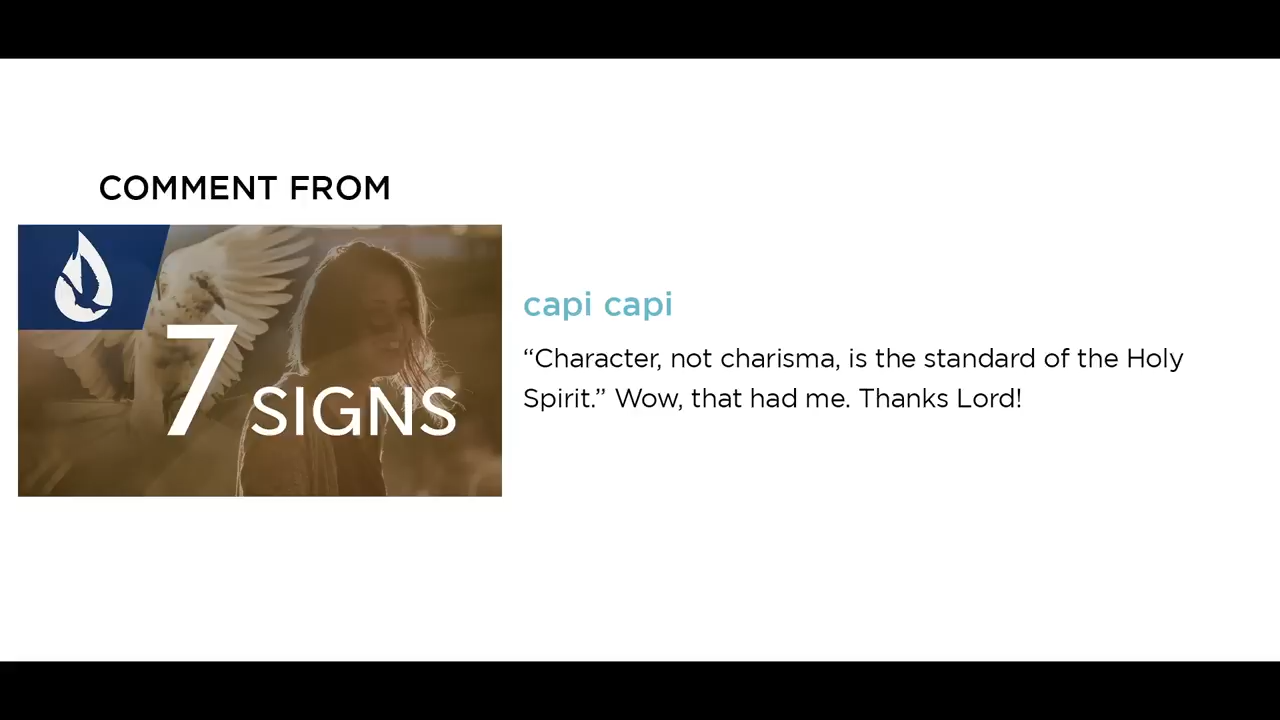 COMMENT FROM
7 SIGNS
capi capi
“Character, not charisma, is the standard of the Holy
Spirit.” Wow, that had me. Thanks Lord!